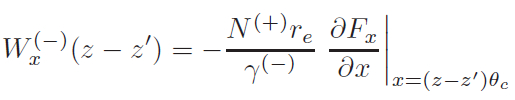 $W_x^{(-)}(z - z') = -\frac{N^{(+)} r_e}{\gamma^{(-)}} \left. \frac{\partial F_x}{\partial x} \right|_{x=(z-z')\theta_c}$